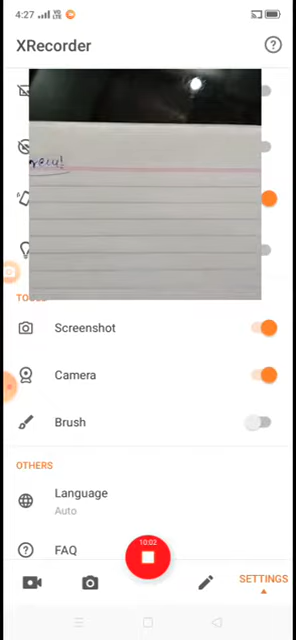 4:27
XRecorder
TOOLS
Screenshot
Camera
Brush
OTHERS
Language
Auto
FAQ
10:02
SETTINGS